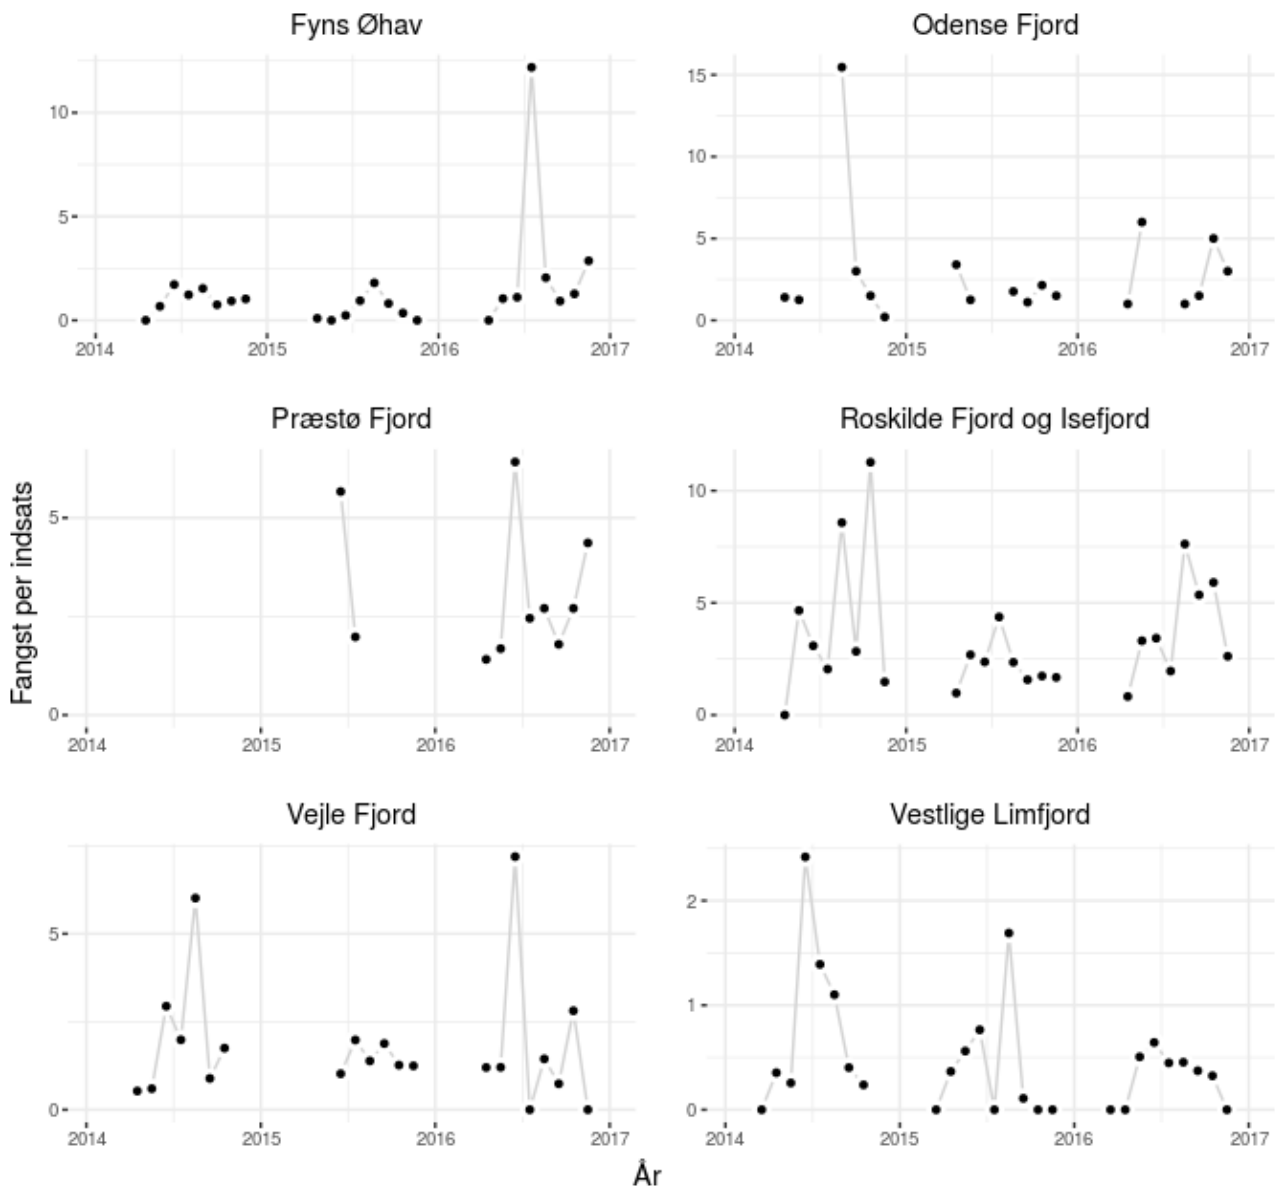 Fyns Øhav
Odense Fjord
10
5
0
2014 2015 2016 2017
15
10
5
0
2014 2015 2016 2017
Præstø Fjord
Roskilde Fjord og Isefjord
Fangst per indsats
5
0
2014 2015 2016 2017
10
5
0
2014 2015 2016 2017
Vejle Fjord
Vestlige Limfjord
5
0
2014 2015 2016 2017
2
1
0
2014 2015 2016 2017
År